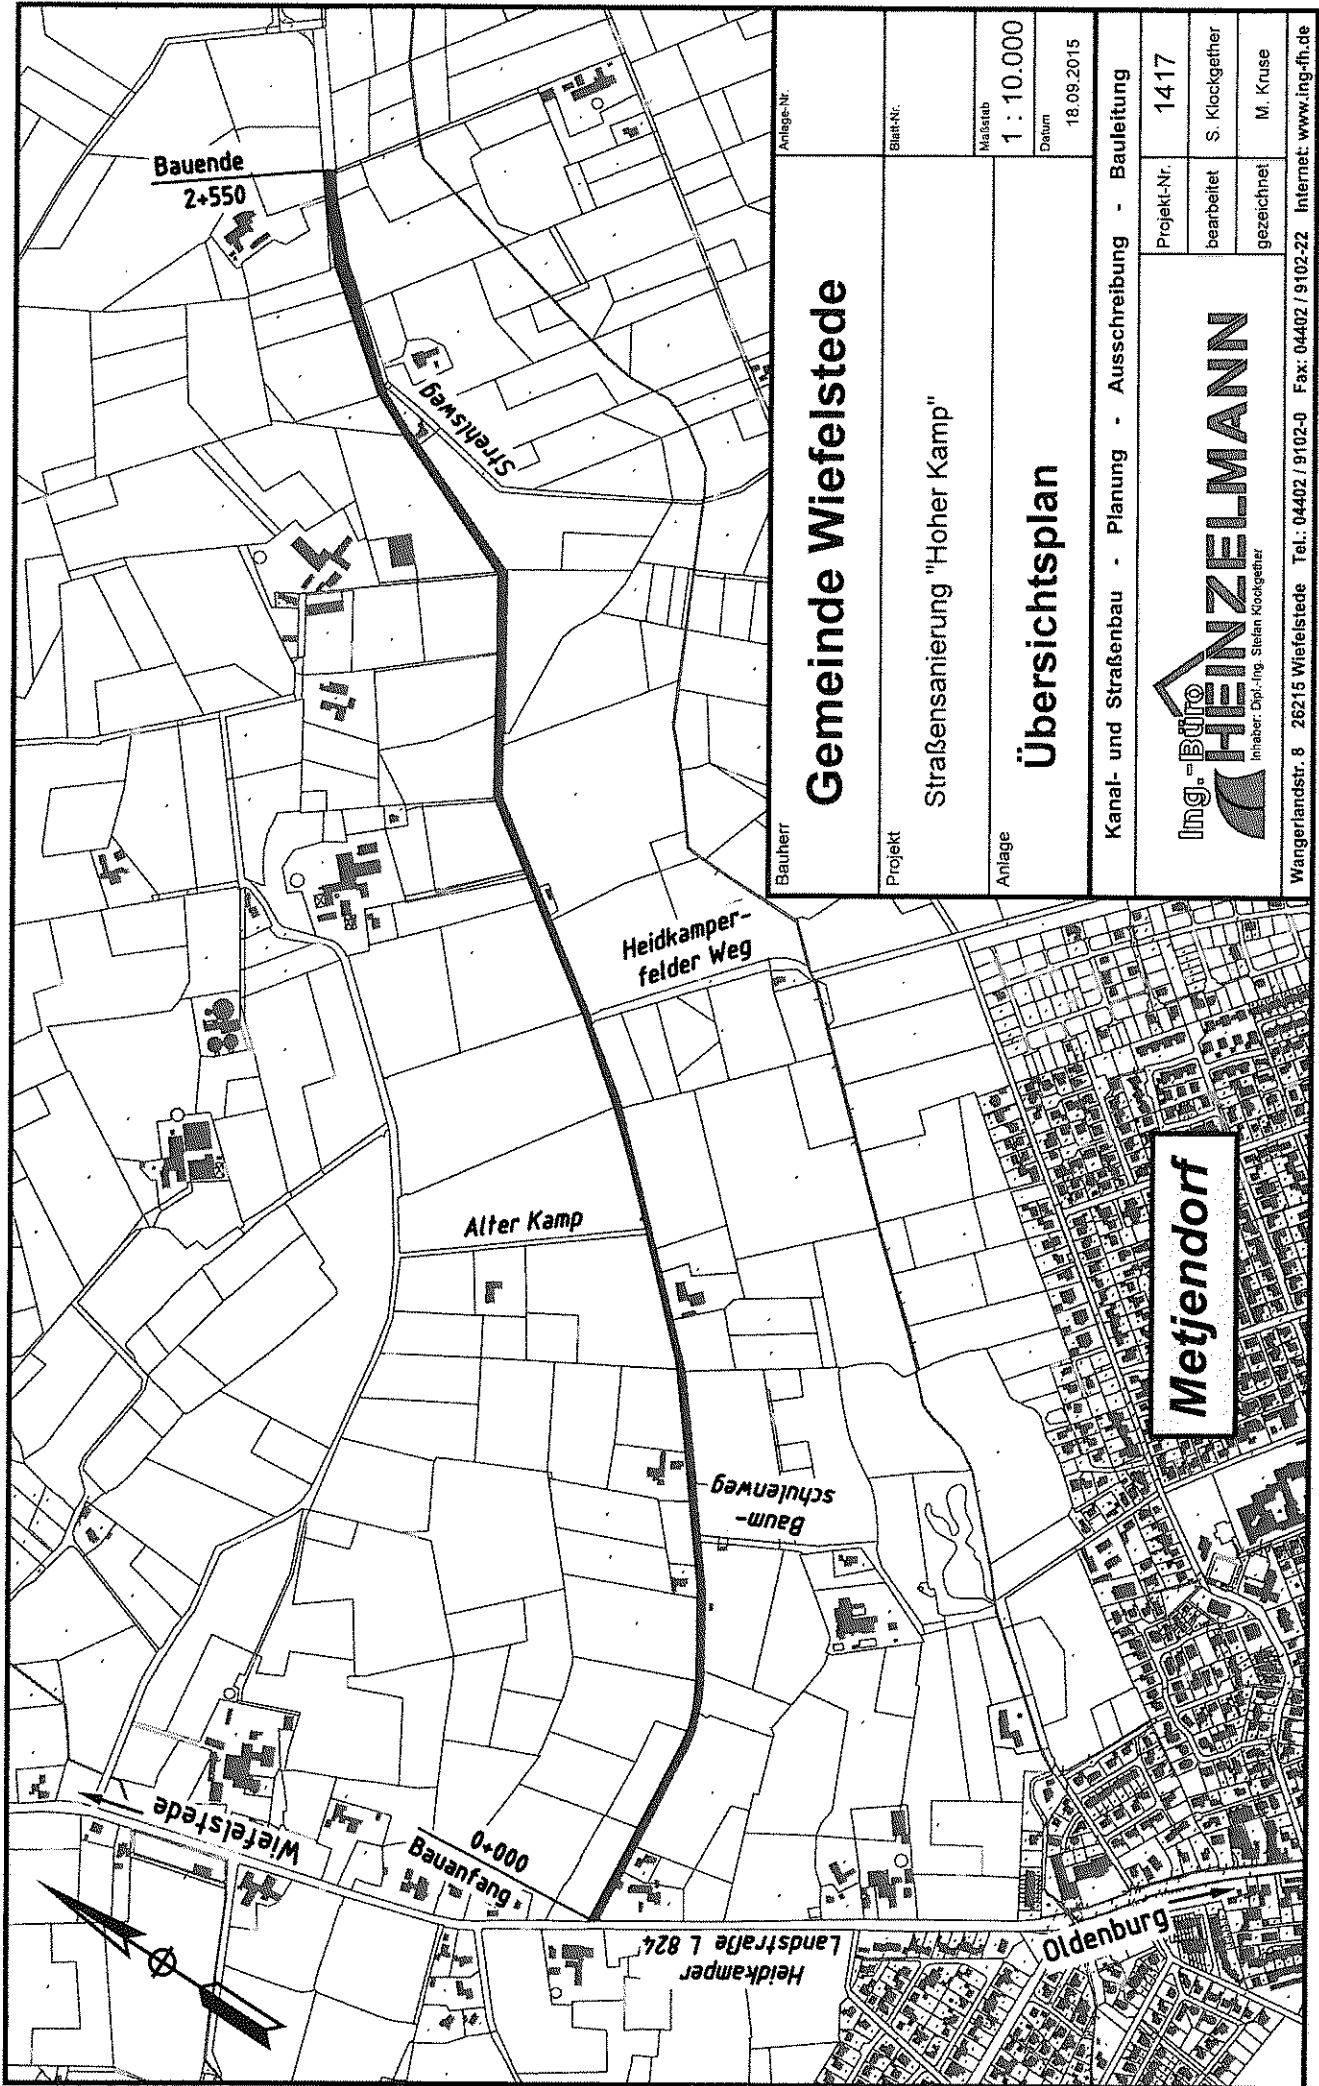 Bauende
2+550
Strehlsweg
Heidkamper-
felder Weg
Alter Kamp
Baum-
schulenweg
Wiefelstede
0+000
Bauanfang
Heidkamper
Landstraße L 824
Oldenburg
Metjendorf
Bauherr
Gemeinde Wiefelstede
Anlage-Nr.
Projekt
Straßensanierung "Hoher Kamp"
Blatt-Nr.
Anlage
Übersichtsplan
Maßstab
1 : 10.000
Datum
18.09.2015
Kanal- und Straßenbau - Planung - Ausschreibung - Bauleitung
Ing.-Büro
HEINZELMANN
Inhaber: Dipl.-Ing. Stefan Klockgether
Projekt-Nr. 1417
bearbeitet S. Klockgether
gezeichnet M. Kruse
Wangerlandstr. 8 26215 Wiefelstede Tel.: 04402 / 9102-0 Fax: 04402 / 9102-22 Internet: www.ing-fh.de